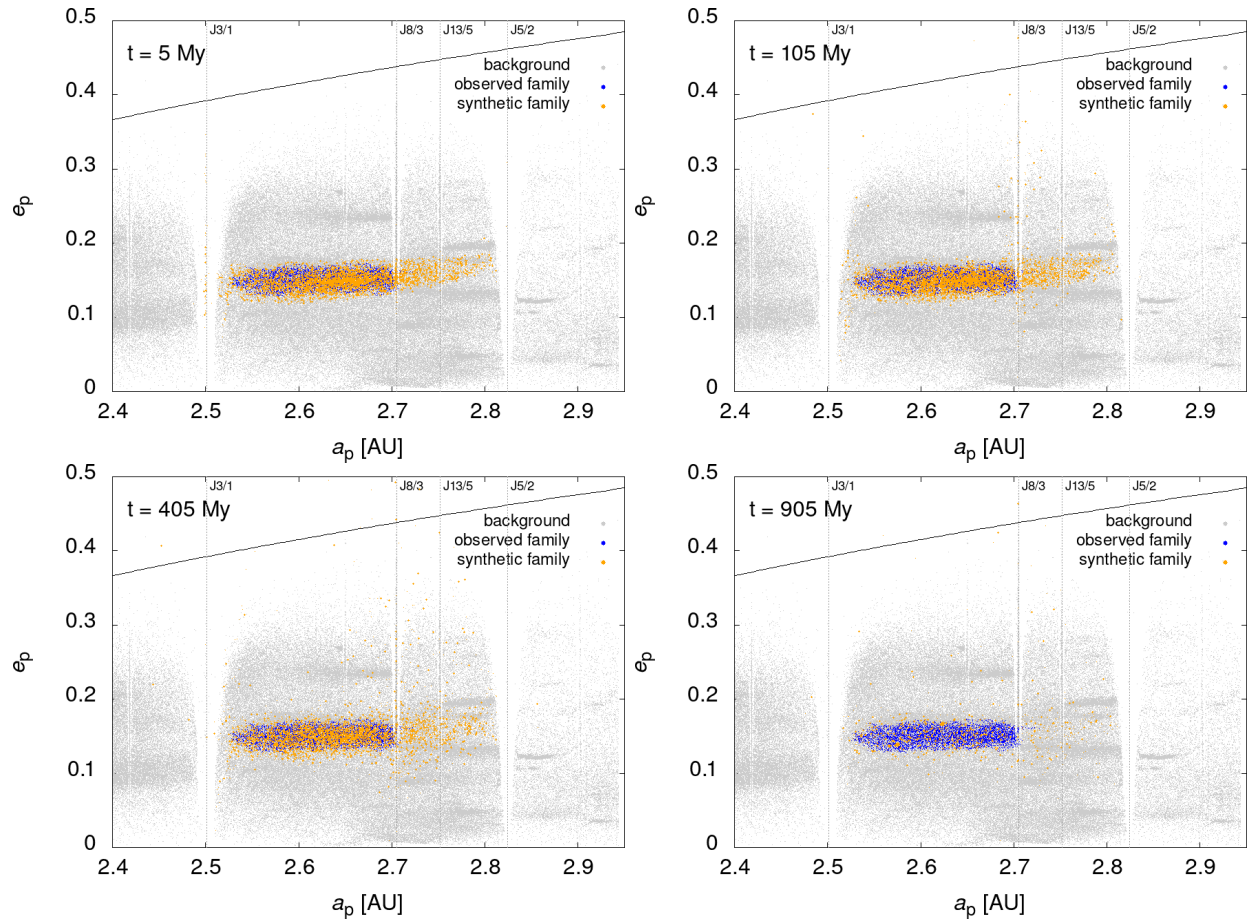 0.5
0.4
0.3
0.2
0.1
0
e_p
J3/1 J8/3 J13/5 J5/2
t = 5 My
background
observed family
synthetic family
2.4 2.5 2.6 2.7 2.8 2.9
a_p [AU]
0.5
0.4
0.3
0.2
0.1
0
e_p
J3/1 J8/3 J13/5 J5/2
t = 105 My
background
observed family
synthetic family
2.4 2.5 2.6 2.7 2.8 2.9
a_p [AU]
0.5
0.4
0.3
0.2
0.1
0
e_p
J3/1 J8/3 J13/5 J5/2
t = 405 My
background
observed family
synthetic family
2.4 2.5 2.6 2.7 2.8 2.9
a_p [AU]
0.5
0.4
0.3
0.2
0.1
0
e_p
J3/1 J8/3 J13/5 J5/2
t = 905 My
background
observed family
synthetic family
2.4 2.5 2.6 2.7 2.8 2.9
a_p [AU]